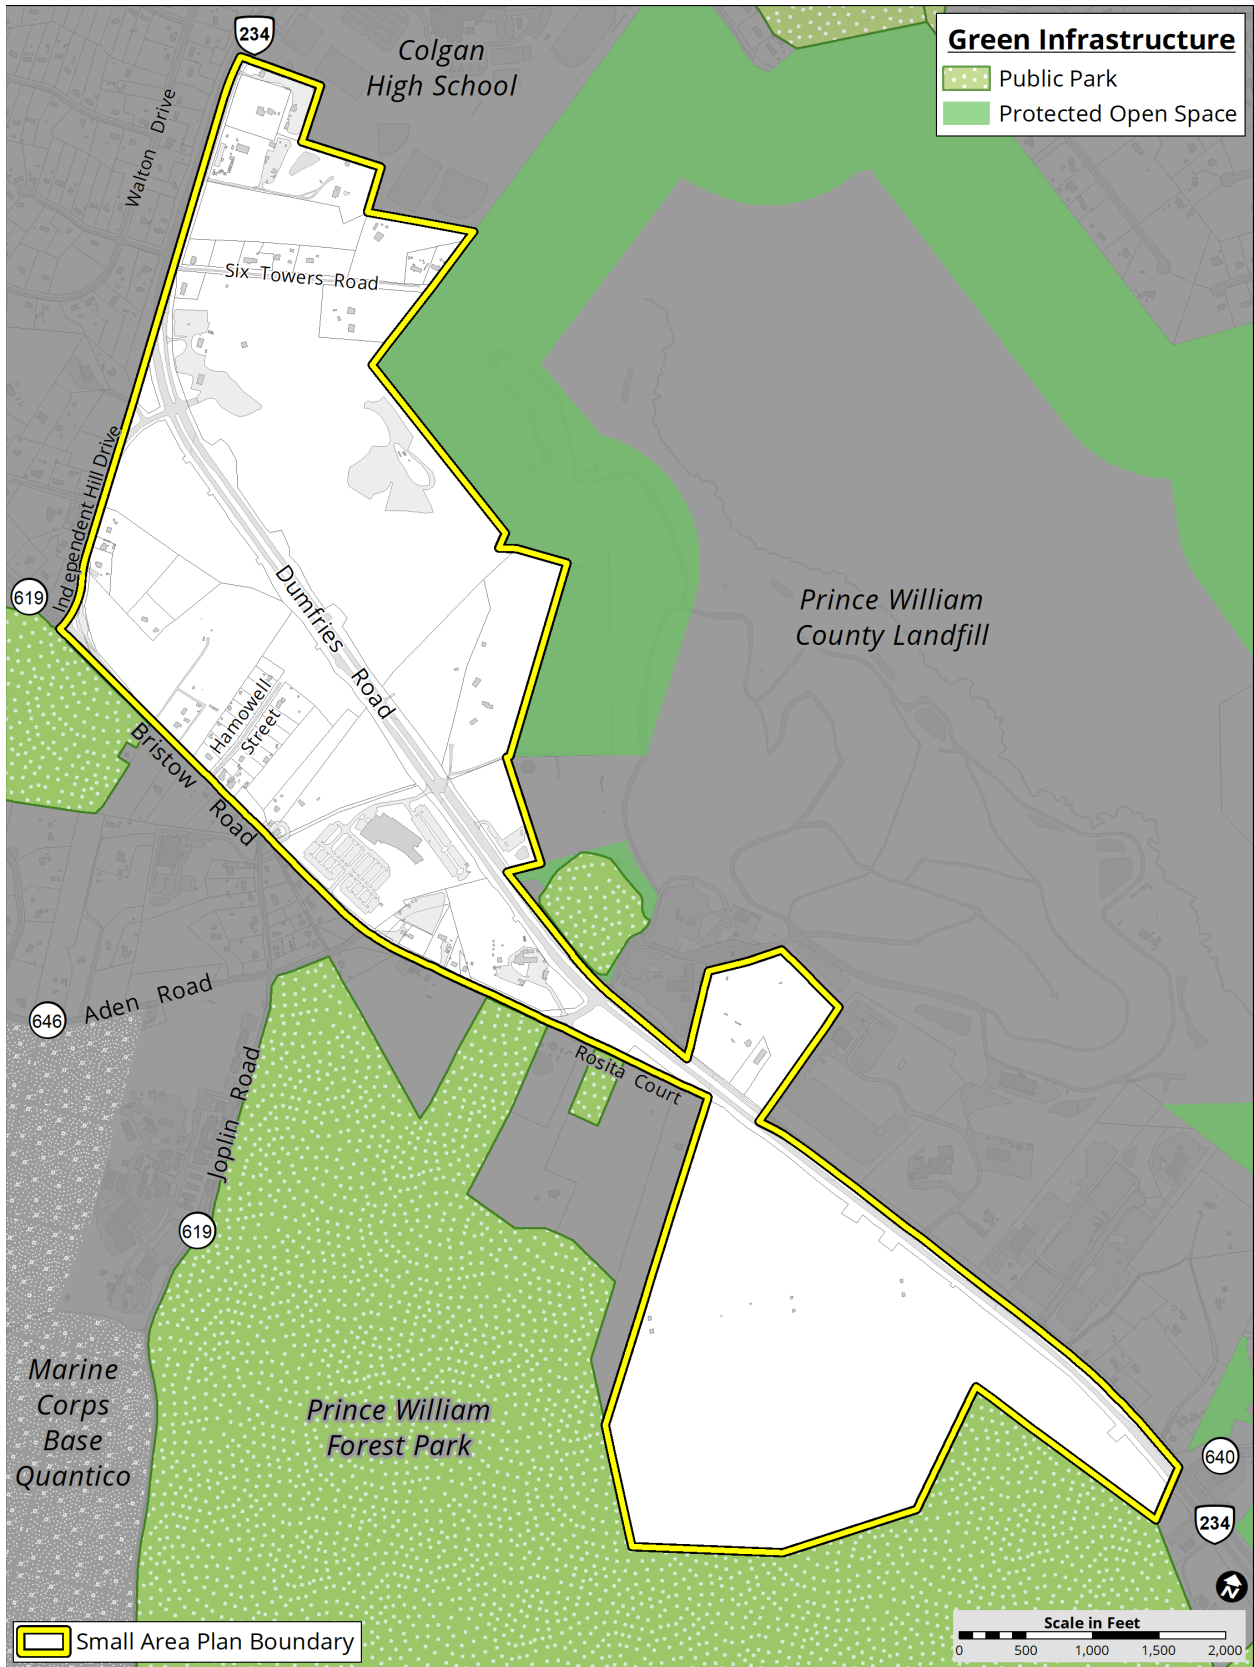 234
Colgan
High School
Green Infrastructure
Public Park
Protected Open Space
Walton Drive
Six Towers Road
Independent Hill Drive
619
Dumfries Road
Prince William
County Landfill
Hamowell
Street
Bristow Road
Aden Road
646
Rosita Court
Joplin Road
619
Marine
Corps
Base
Quantico
Prince William
Forest Park
640
234
N
Small Area Plan Boundary
Scale in Feet
0 500 1,000 1,500 2,000